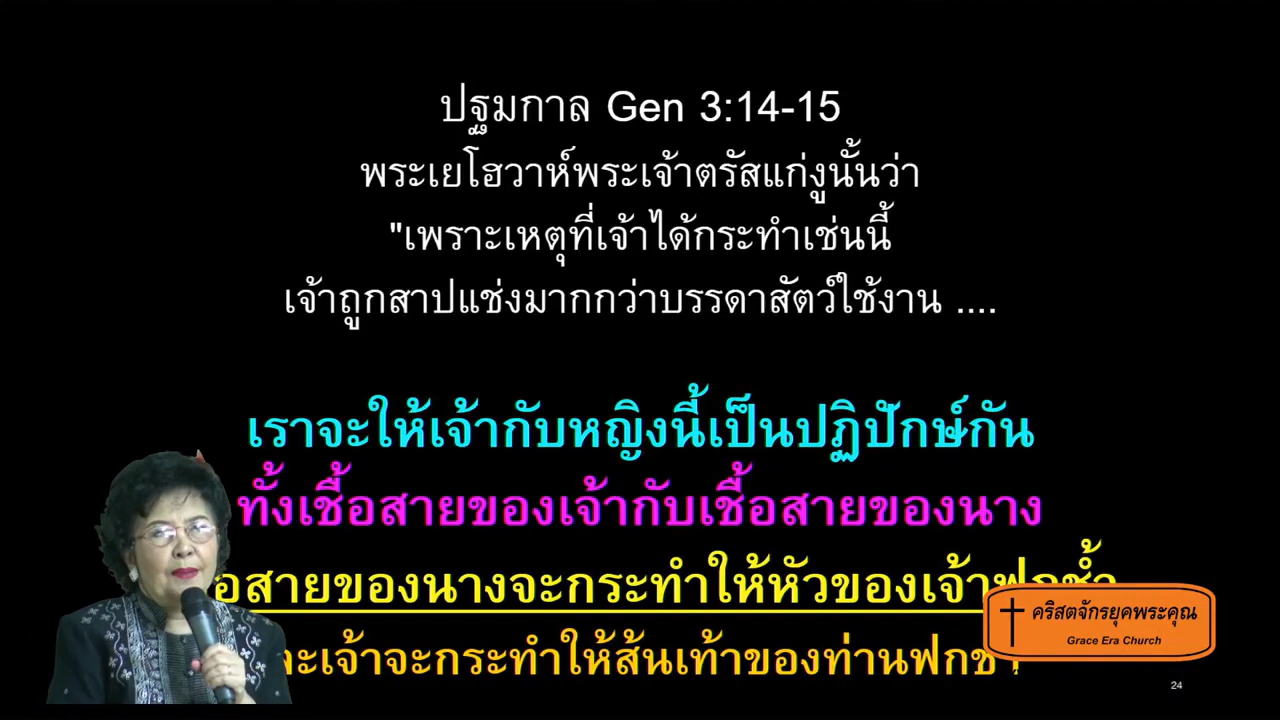 ปฐมกาล Gen 3:14-15
พระเยโฮวาห์พระเจ้าตรัสแก่งูนั้นว่า
"เพราะเหตุที่เจ้าได้กระทำเช่นนี้
เจ้าถูกสาปแช่งมากกว่าบรรดาสัตว์ใช้งาน ....
เราจะให้เจ้ากับหญิงนี้เป็นปฏิปักษ์กัน
ทั้งเชื้อสายของเจ้ากับเชื้อสายของนาง
อสายของนางจะกระทำให้หัวของเจ้าฟกช้ำ
ละเจ้าจะกระทำให้ส้นเท้าของท่านฟกช
คริสตจักรยุคพระคุณ
Grace Era Church
24